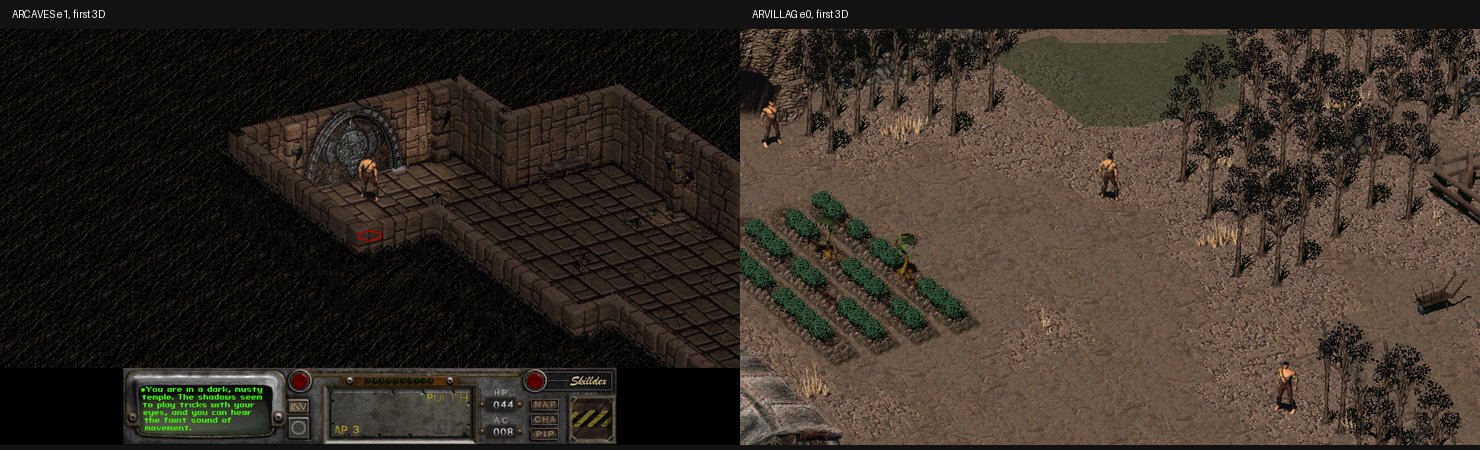 ARCAVES e1, first 3D
ARVILLAG e0, first 3D
•You are in a dark, musty
temple. The shadows seem
to play tricks with your
eyes, and you can hear
the faint sound of
movement.
INV
PUNCH
AP 3
HP
044
AC
008
Skilldex
MAP
CHA
PIP